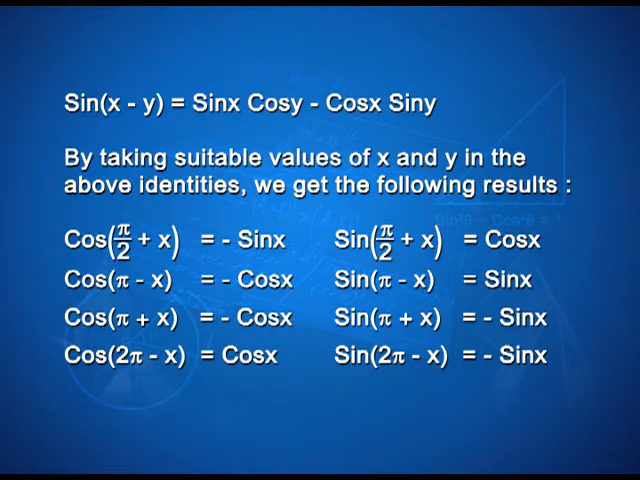 Sin(x - y) = Sinx Cosy - Cosx Siny
By taking suitable values of x and y in the
above identities, we get the following results :
Cos(π/2 + x) = - Sinx Sin(π/2 + x) = Cosx
Cos(π - x) = - Cosx Sin(π - x) = Sinx
Cos(π + x) = - Cosx Sin(π + x) = - Sinx
Cos(2π - x) = Cosx Sin(2π - x) = - Sinx